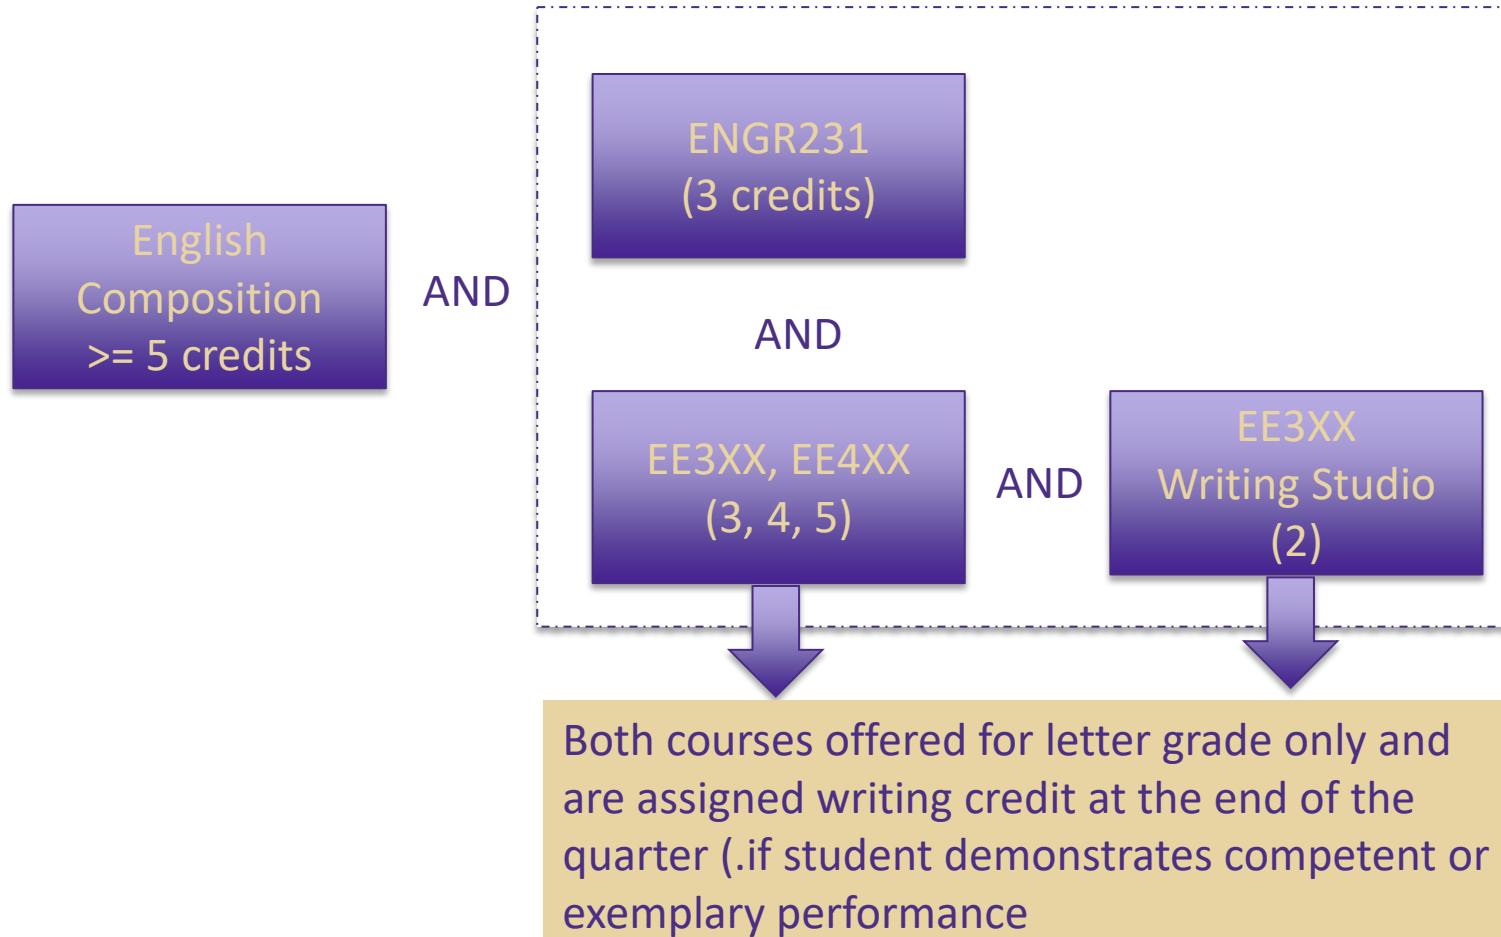 English
Composition
>= 5 credits
AND
ENGR231
(3 credits)
AND
EE3XX, EE4XX
(3, 4, 5)
AND
EE3XX
Writing Studio
(2)
Both courses offered for letter grade only and
are assigned writing credit at the end of the
quarter (.if student demonstrates competent or
exemplary performance